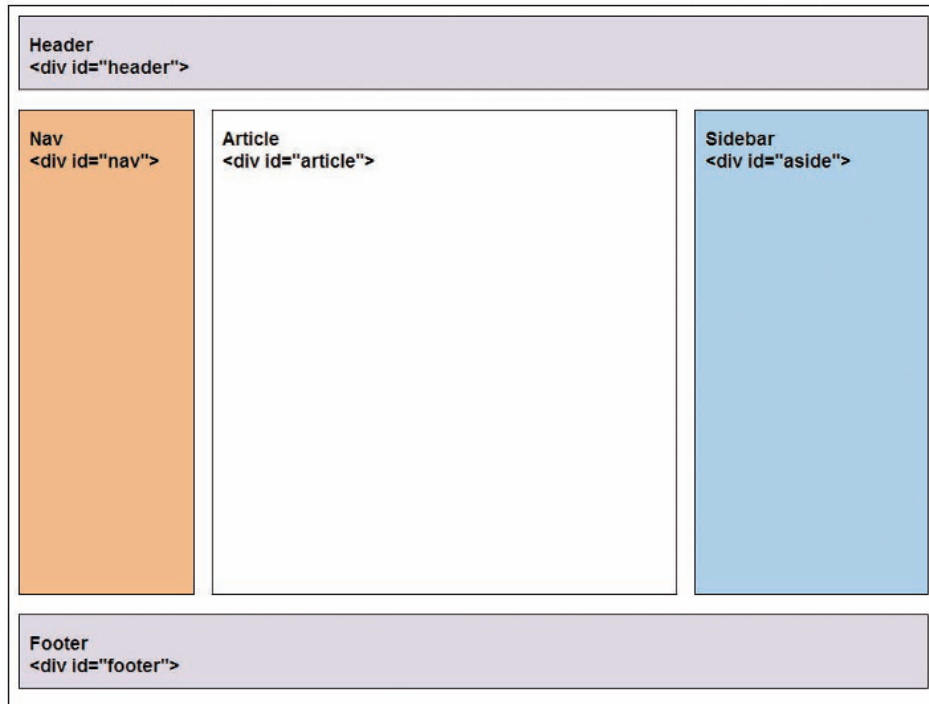 Header
<div id="header">
Nav
<div id="nav">
Article
<div id="article">
Sidebar
<div id="aside">
Footer
<div id="footer">